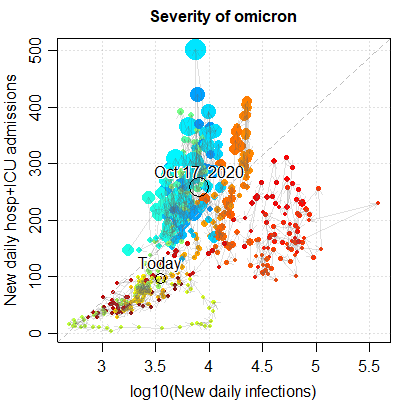 Severity of omicron
New daily hosp+ICU admissions
500
400
300
200
100
0
Oct 17, 2020
Today
3
3.5
4
4.5
5
5.5
log10(New daily infections)